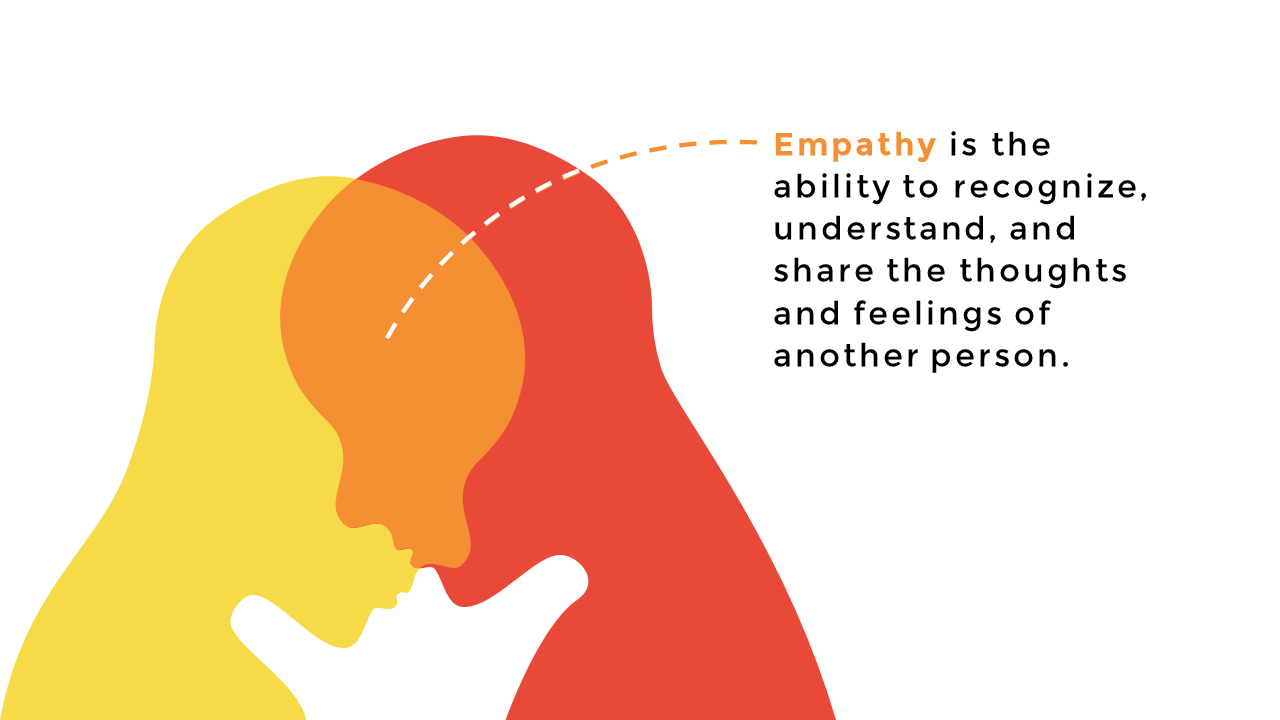 Empathy is the
ability to recognize,
understand, and
share the thoughts
and feelings of
another person.